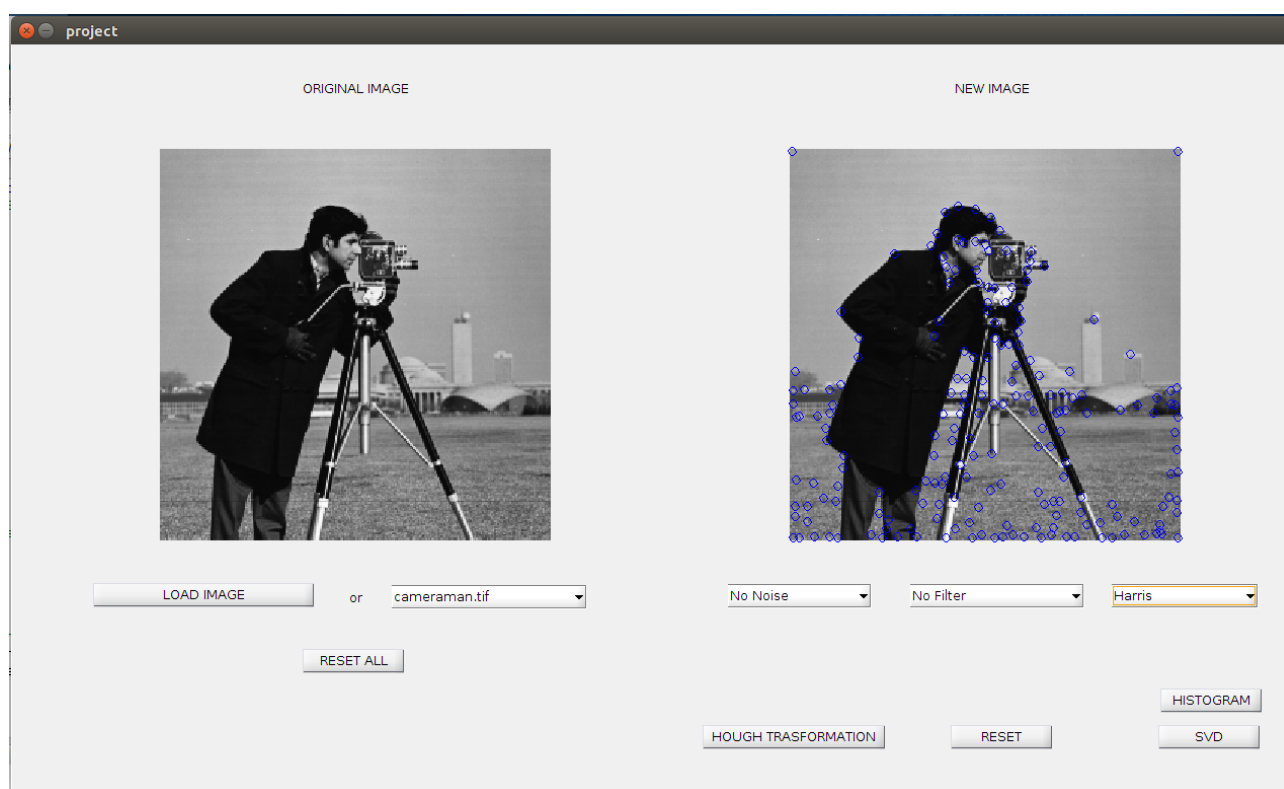 project
ORIGINAL IMAGE
NEW IMAGE
LOAD IMAGE
or
cameraman.tif
No Noise
No Filter
Harris
RESET ALL
HISTOGRAM
HOUGH TRASFORMATION
RESET
SVD